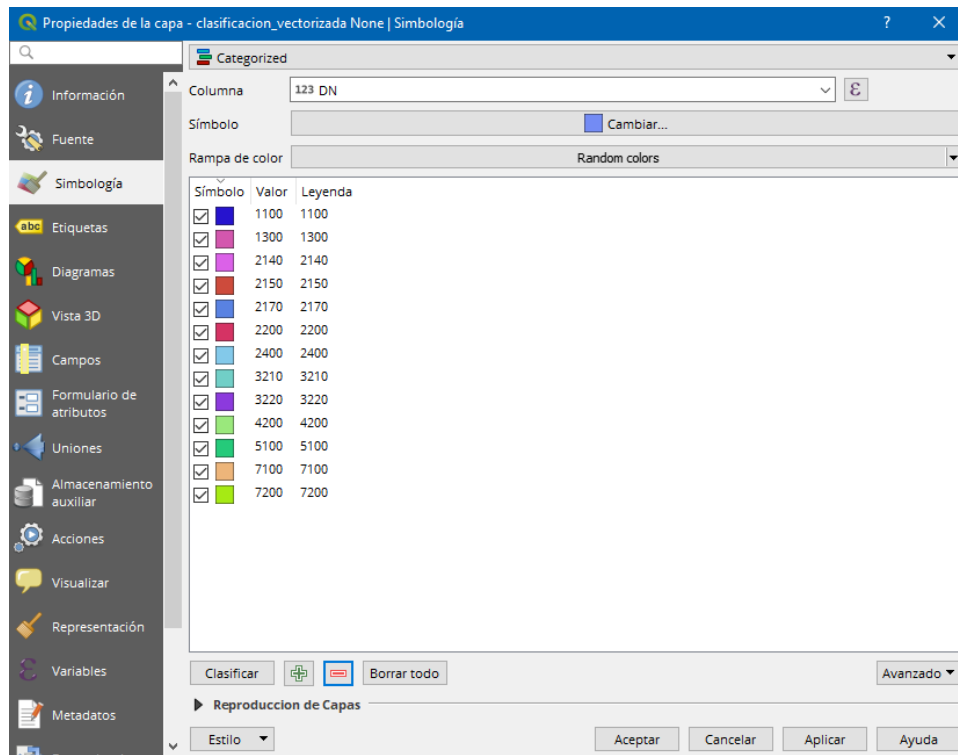 Propiedades de la capa - clasificacion_vectorizada None | Simbología
?
Categorized
Información
Columna
123 DN
ε
Fuente
Símbolo
Cambiar...
Rampa de color
Random colors
Simbología
Símbolo Valor Leyenda
1100 1100
1300 1300
2140 2140
2150 2150
2170 2170
2200 2200
2400 2400
3210 3210
3220 3220
4200 4200
5100 5100
7100 7100
7200 7200
abc Etiquetas
Diagramas
Vista 3D
Campos
Formulario de
atributos
Uniones
Almacenamiento
auxiliar
Acciones
Visualizar
Representación
ε Variables
Metadatos
Clasificar
Borrar todo
Avanzado
Reproduccion de Capas
Estilo
Aceptar
Cancelar
Aplicar
Ayuda